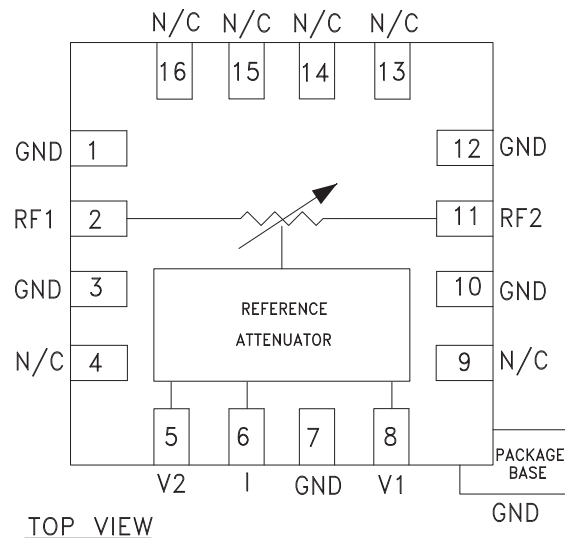 N/C N/C N/C N/C
16 15 14 13
GND 1 12 GND
RF1 2 11 RF2
GND 3 10 GND
REFERENCE
ATTENUATOR
N/C 4 9 N/C
5 6 7 8
V2 I GND V1
PACKAGE
BASE
GND
TOP VIEW